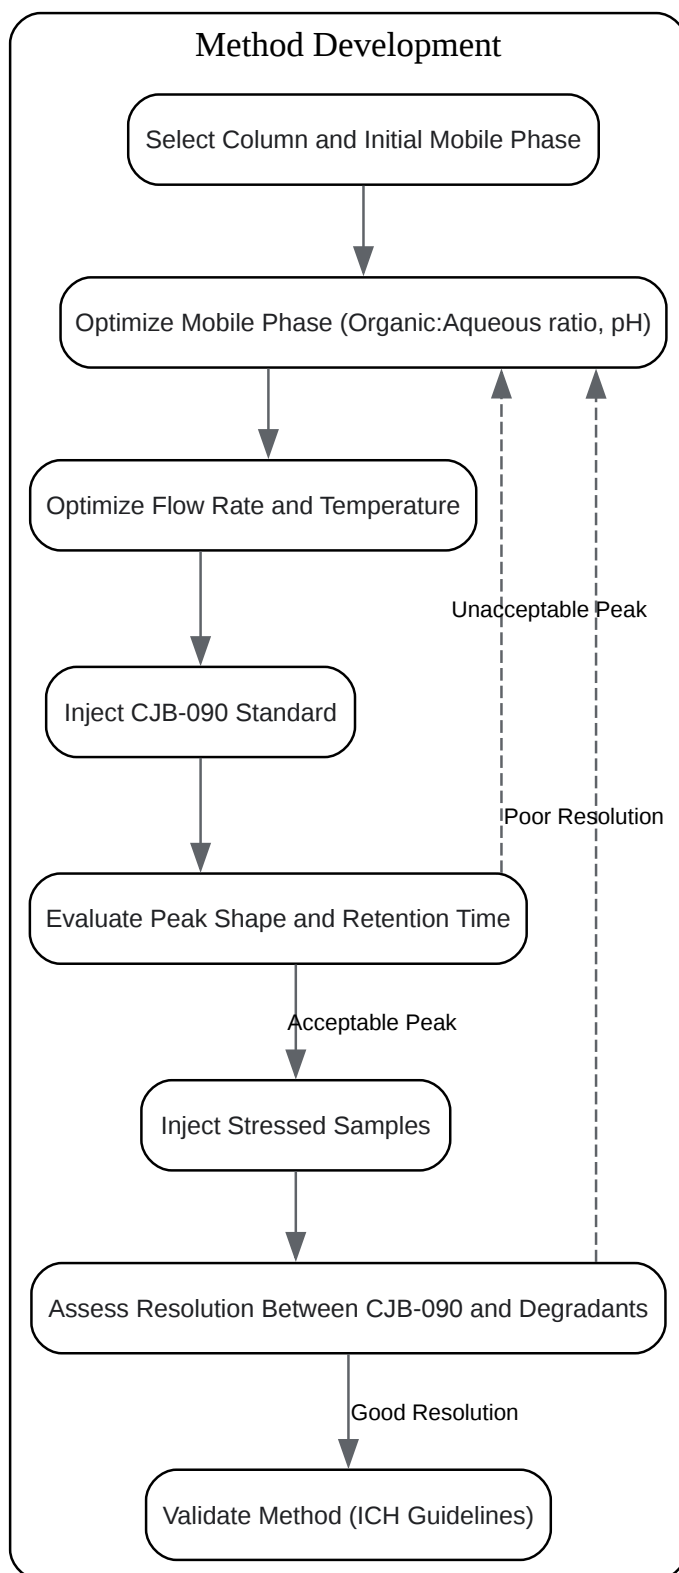 Method Development
Select Column and Initial Mobile Phase
Optimize Mobile Phase (Organic:Aqueous ratio, pH)
Optimize Flow Rate and Temperature
Unacceptable Peak
Inject CJB-090 Standard
Poor Resolution
Evaluate Peak Shape and Retention Time
Acceptable Peak
Inject Stressed Samples
Assess Resolution Between CJB-090 and Degradants
Good Resolution
Validate Method (ICH Guidelines)